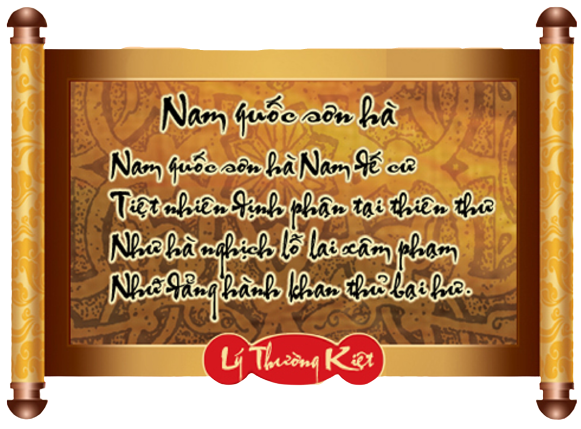 Nam quốc sơn hà
Nam quốc sơn hà Nam đế cư
Tiệt nhiên định phận tại thiên thư
Như hà nghịch lỗ lai xâm phạm
Nhữ đẳng hành khan thủ bại hư.
Lý Thường Kiệt